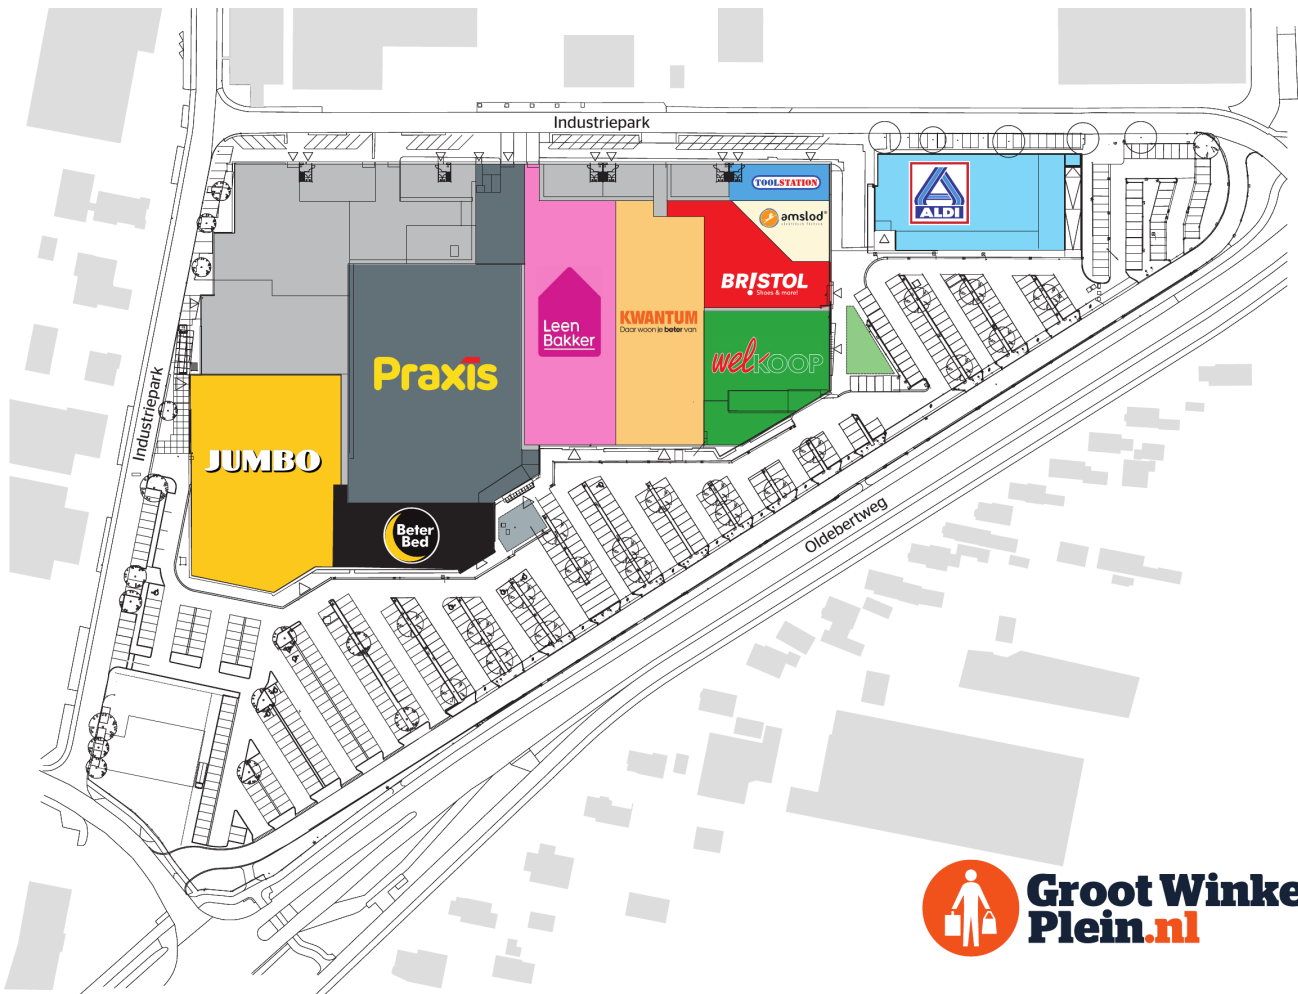 Industriepark
TOOLSTATION
amslod
ALDI
BRISTOL
Shoes & more!
Leen
Bakker
KWANTUM
Daar woon je beter van
welkoop
Praxis
Industriepark
JUMBO
Beter
Bed
Oldebertweg
Groot Winke
Plein.nl